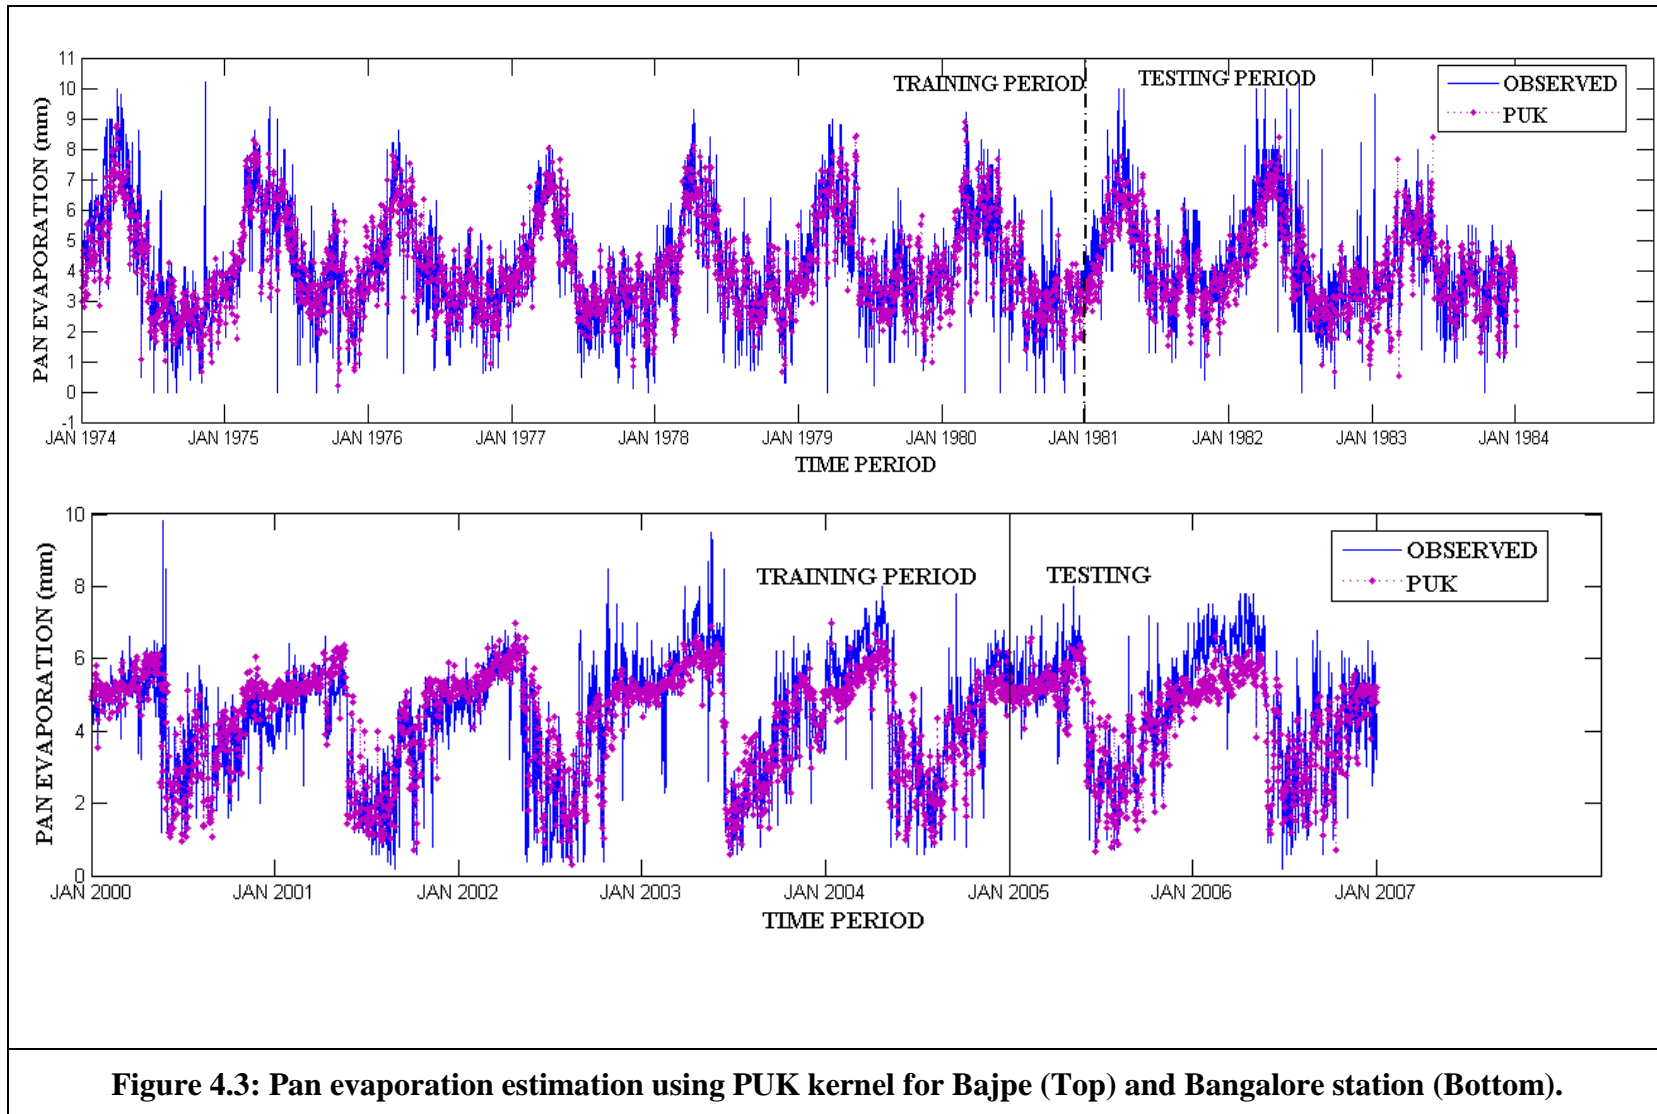 11
10
9
8
7
6
5
4
3
2
1
0
-1
PAN EVAPORATION (mm)
TRAINING PERIOD
TESTING PERIOD
OBSERVED
PUK
JAN 1974 JAN 1975 JAN 1976 JAN 1977 JAN 1978 JAN 1979 JAN 1980 JAN 1981 JAN 1982 JAN 1983 JAN 1984
TIME PERIOD
10
8
6
4
2
0
PAN EVAPORATION (mm)
TRAINING PERIOD
TESTING
OBSERVED
PUK
JAN 2000 JAN 2001 JAN 2002 JAN 2003 JAN 2004 JAN 2005 JAN 2006 JAN 2007
TIME PERIOD
Figure 4.3: Pan evaporation estimation using PUK kernel for Bajpe (Top) and Bangalore station (Bottom).